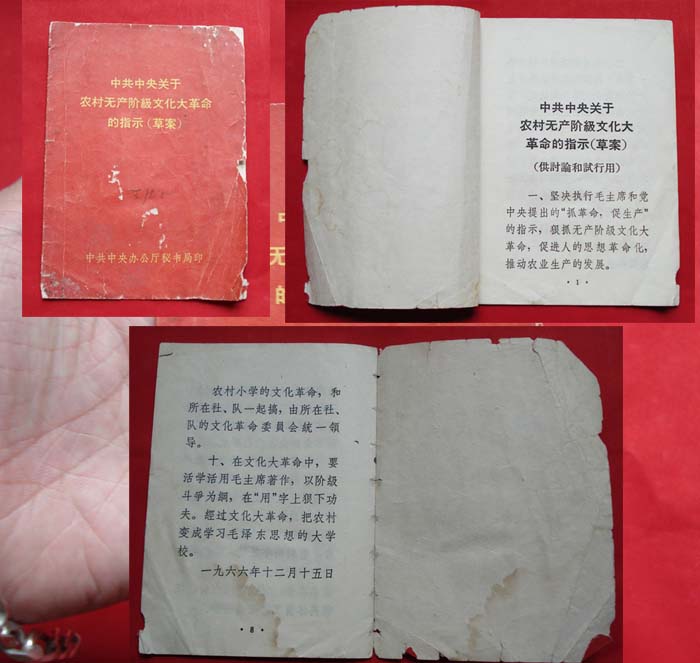 中共中央关于
农村无产阶級文化大革命
的指示(草案)
中共中央办公厅秘书局印
中共中央关于
农村无产阶級文化大
革命的指示(草案)
(供討論和試行用)
一、坚决执行毛主席和党
中央提出的“抓革命,促生产”
的指示,狠抓无产阶级文化大
革命,促进人的思想革命化,
推动农业生产的发展。
·1·
无
的
农村小学的文化革命,和
所在社、队一起搞,由所在社、
队的文化革命委員会統一領
导。
十、在文化大革命中,要
活学活用毛主席著作,以阶级
斗爭为綱,在“用”字上狠下功
夫。经过文化大革命,把农村
变成学习毛泽东思想的大学
校。
一九六六年十二月十五日
·8·